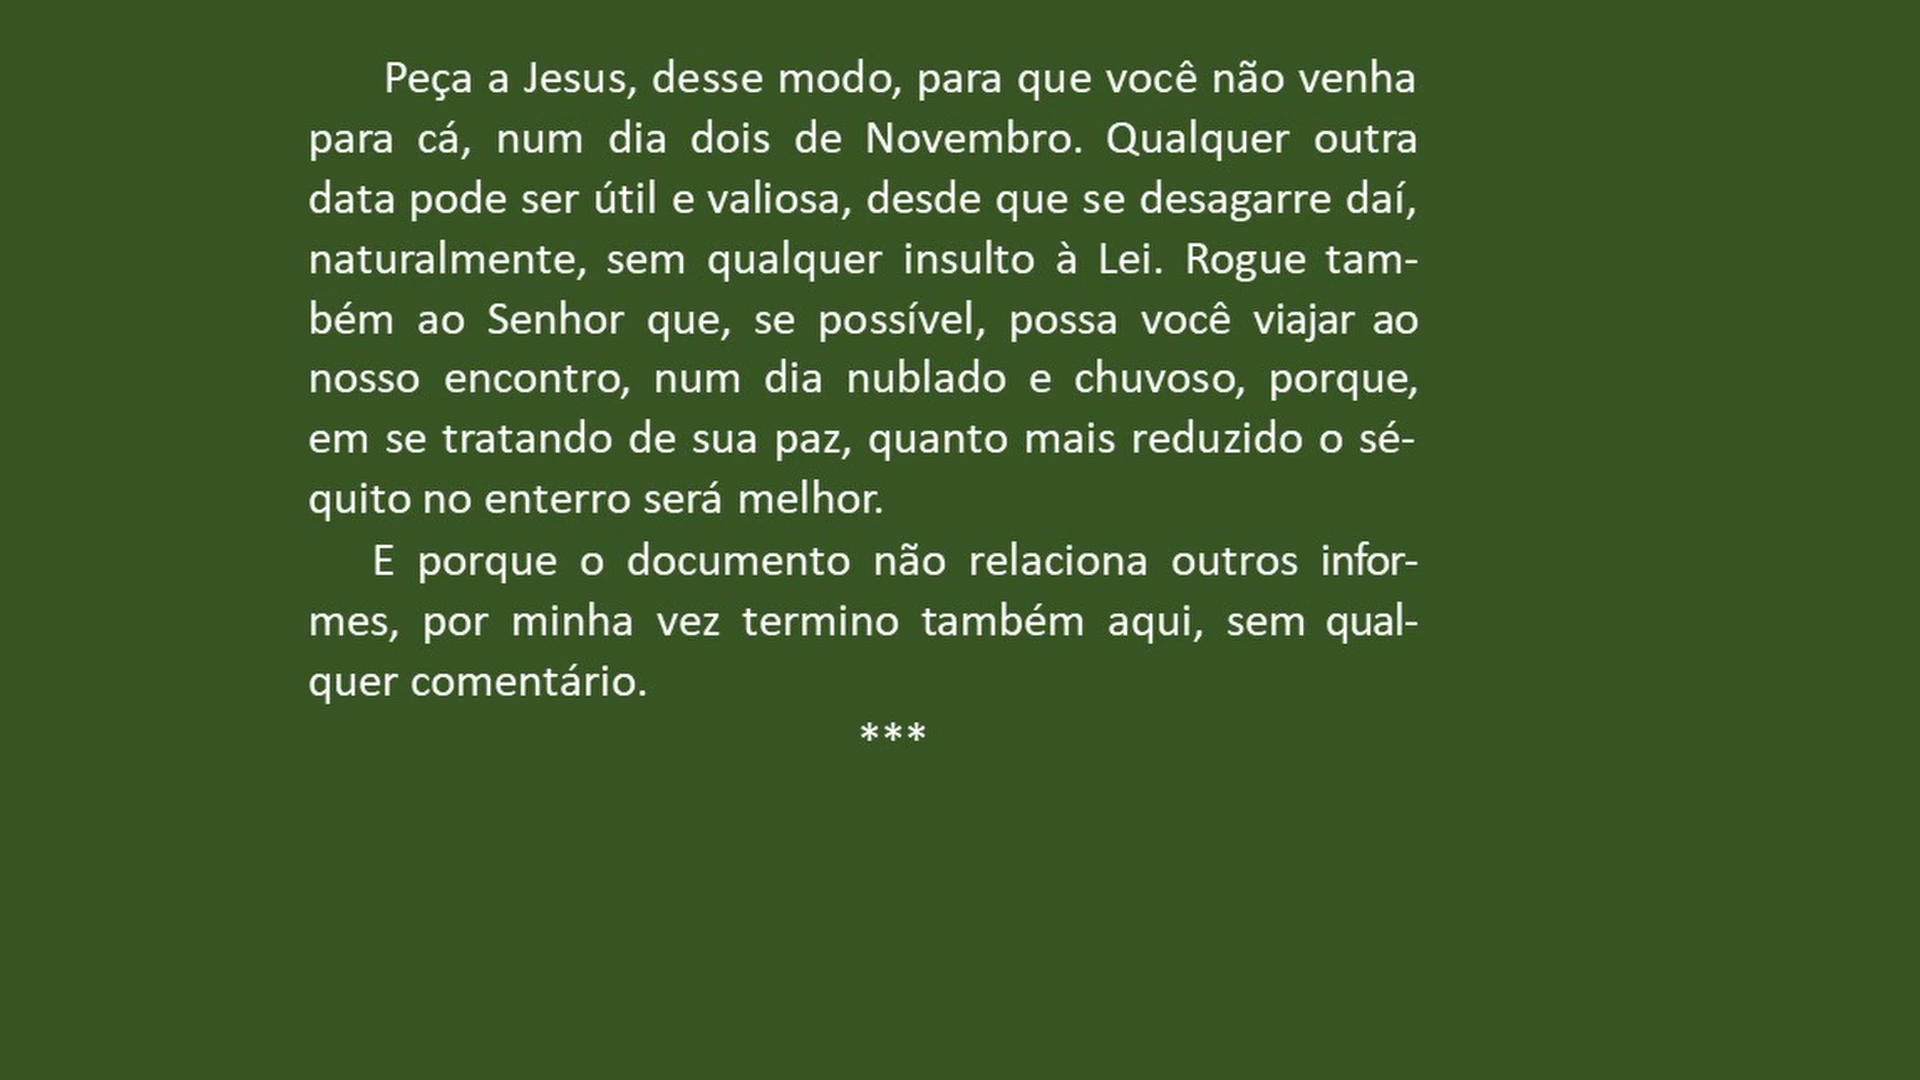 Peça a Jesus, desse modo, para que você não venha
para cá, num dia dois de Novembro. Qualquer outra
data pode ser útil e valiosa, desde que se desagarre daí,
naturalmente, sem qualquer insulto à Lei. Rogue tam-
bém ao Senhor que, se possível, possa você viajar ao
nosso encontro, num dia nublado e chuvoso, porque,
em se tratando de sua paz, quanto mais reduzido o sé-
quito no enterro será melhor.
E porque o documento não relaciona outros infor-
mes, por minha vez termino também aqui, sem qual-
quer comentário.
***